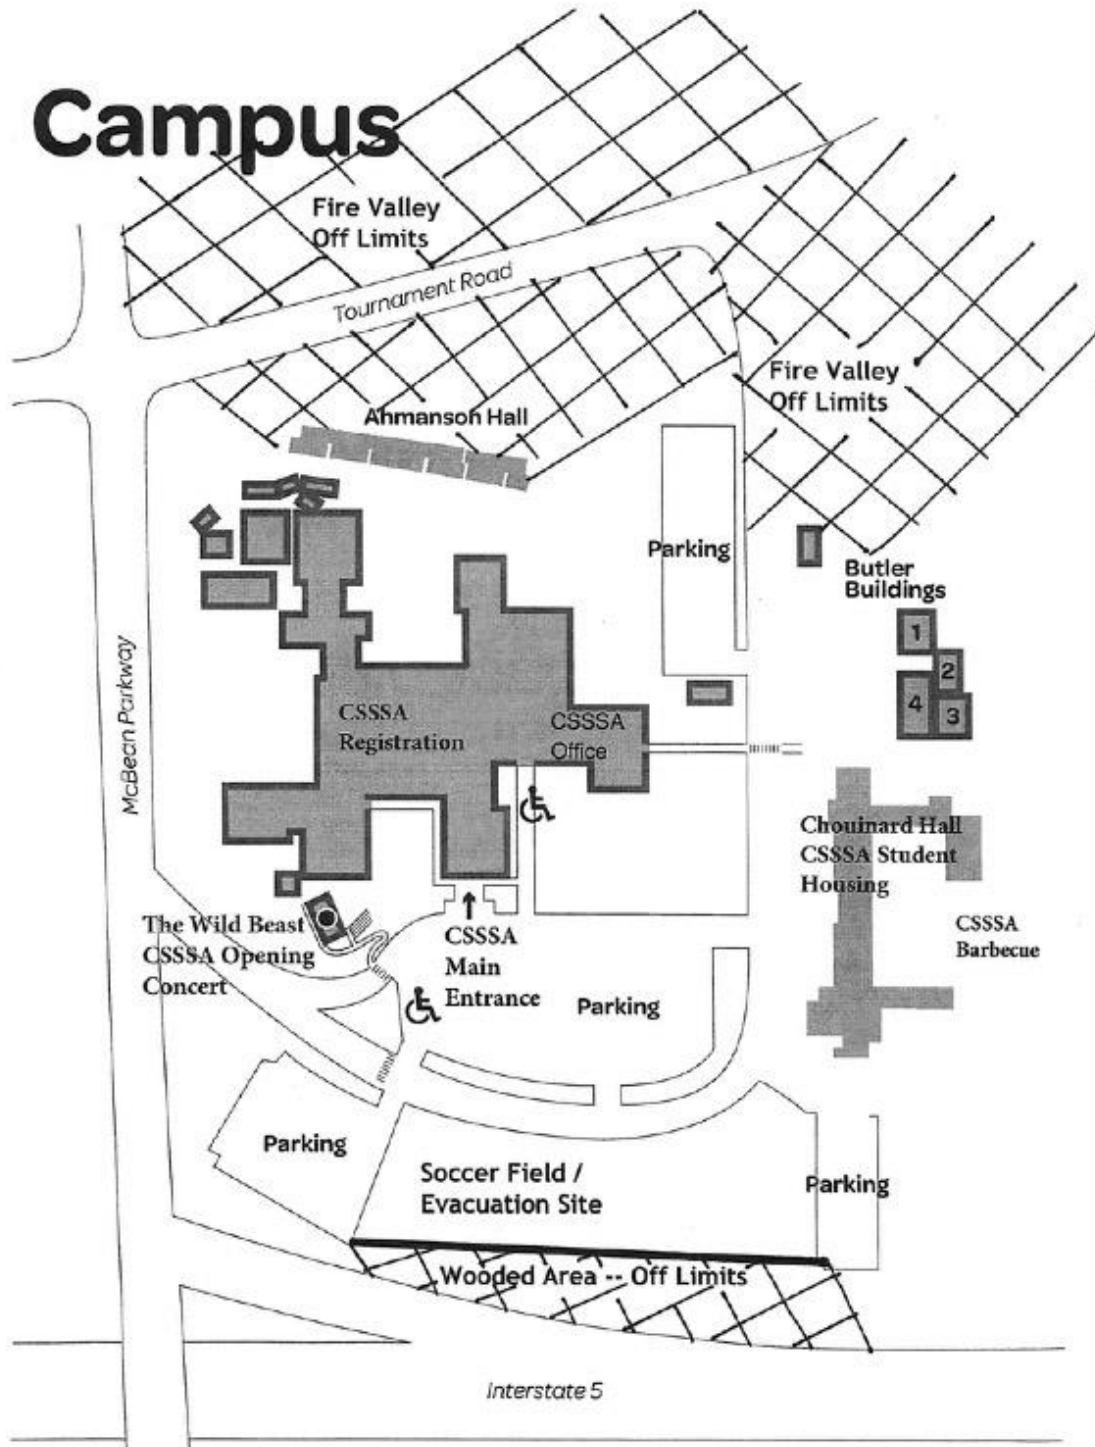 Campus
Fire Valley
Off Limits
Tournament Road
Fire Valley
Off Limits
Ahmanson Hall
Parking
Butler
Buildings
1
2
4
3
McBean Parkway
CSSSA
Registration
CSSSA
Office
Chouinard Hall
CSSSA Student
Housing
The Wild Beast
CSSSA Opening
Concert
CSSSA
Main
Entrance
CSSSA
Barbecue
Parking
Parking
Soccer Field /
Evacuation Site
Parking
Wooded Area -- Off Limits
Interstate 5